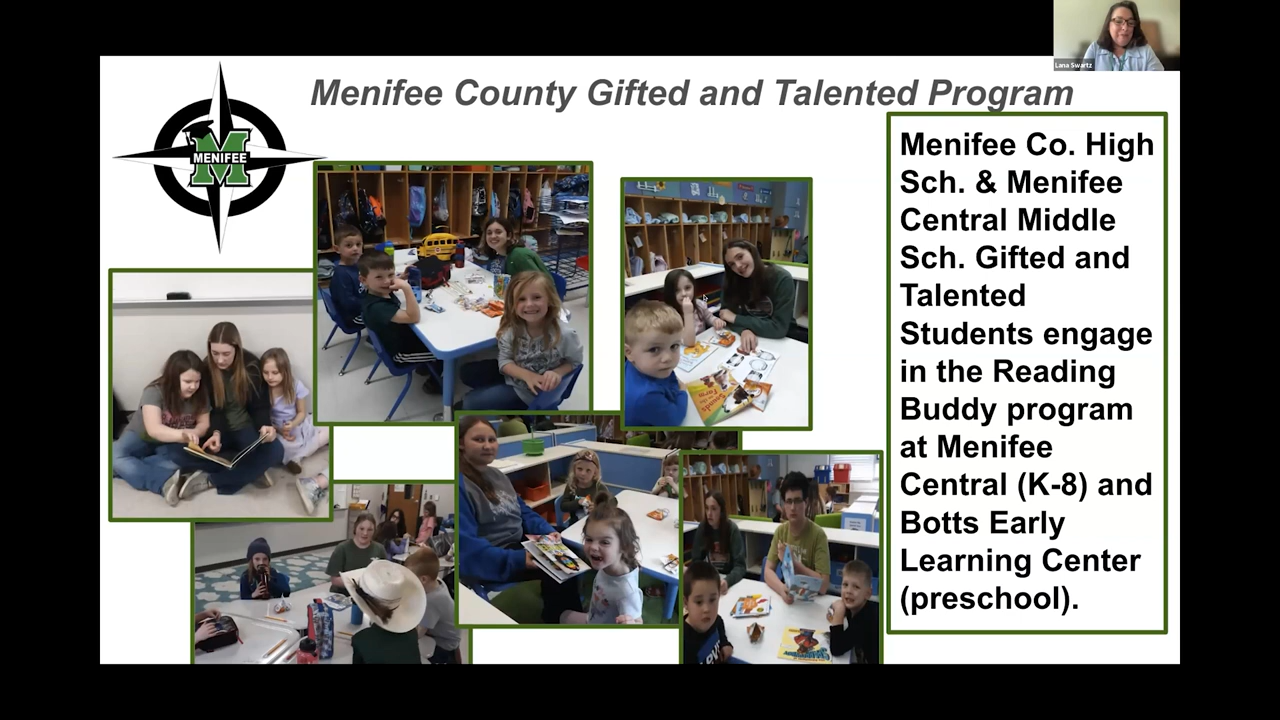 Lana Swartz
Menifee County Gifted and Talented Program
M
MENIFEE
Menifee Co. High
Sch. & Menifee
Central Middle
Sch. Gifted and
Talented
Students engage
in the Reading
Buddy program
at Menifee
Central (K-8) and
Botts Early
Learning Center
(preschool).